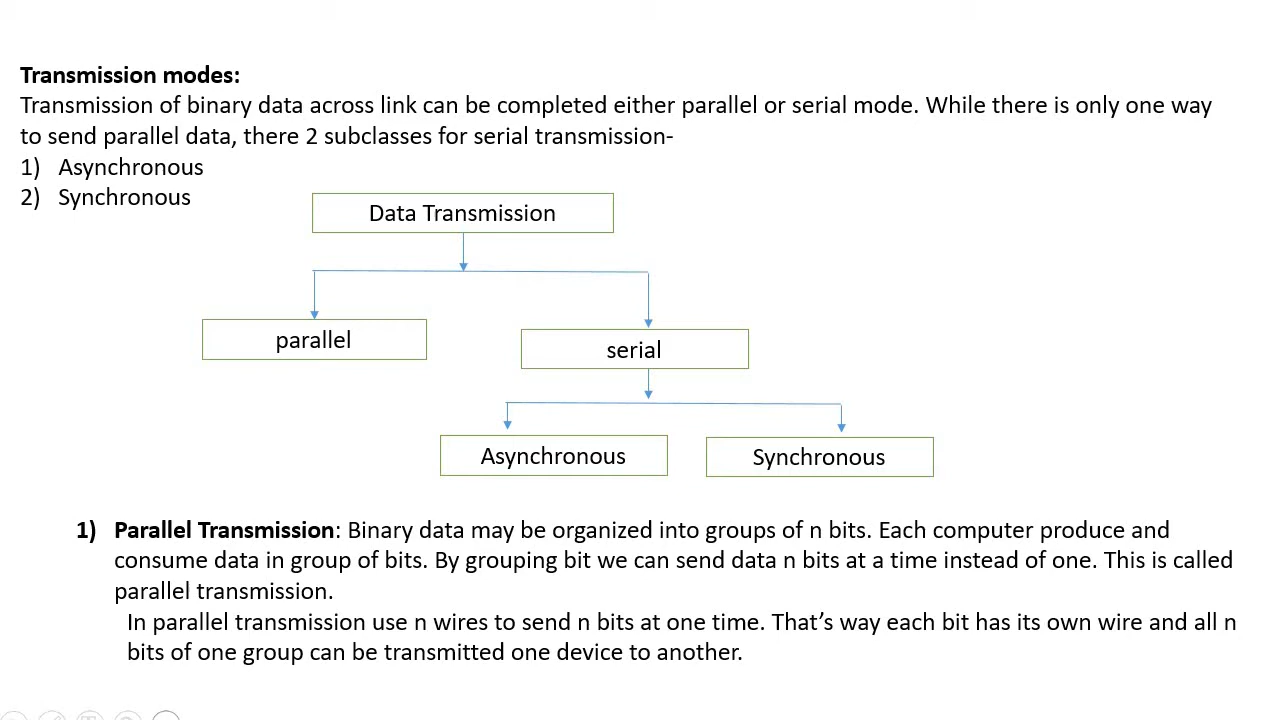 Transmission modes:
Transmission of binary data across link can be completed either parallel or serial mode. While there is only one way
to send parallel data, there 2 subclasses for serial transmission-
1) Asynchronous
2) Synchronous
Data Transmission
parallel
serial
Asynchronous
Synchronous
1) Parallel Transmission: Binary data may be organized into groups of n bits. Each computer produce and
consume data in group of bits. By grouping bit we can send data n bits at a time instead of one. This is called
parallel transmission.
In parallel transmission use n wires to send n bits at one time. That’s way each bit has its own wire and all n
bits of one group can be transmitted one device to another.